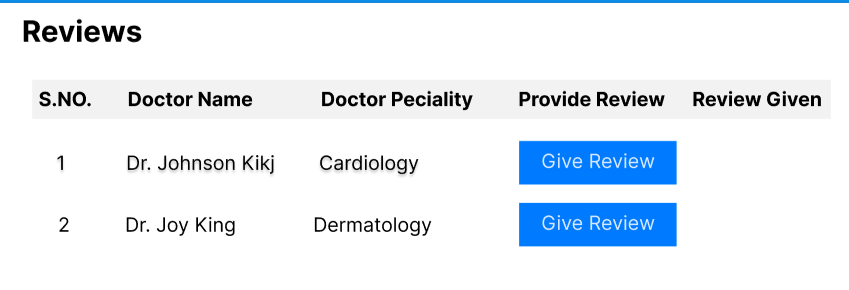 Reviews
S.NO. Doctor Name Doctor Peciality Provide Review Review Given
1 Dr. Johnson Kikj Cardiology Give Review
2 Dr. Joy King Dermatology Give Review